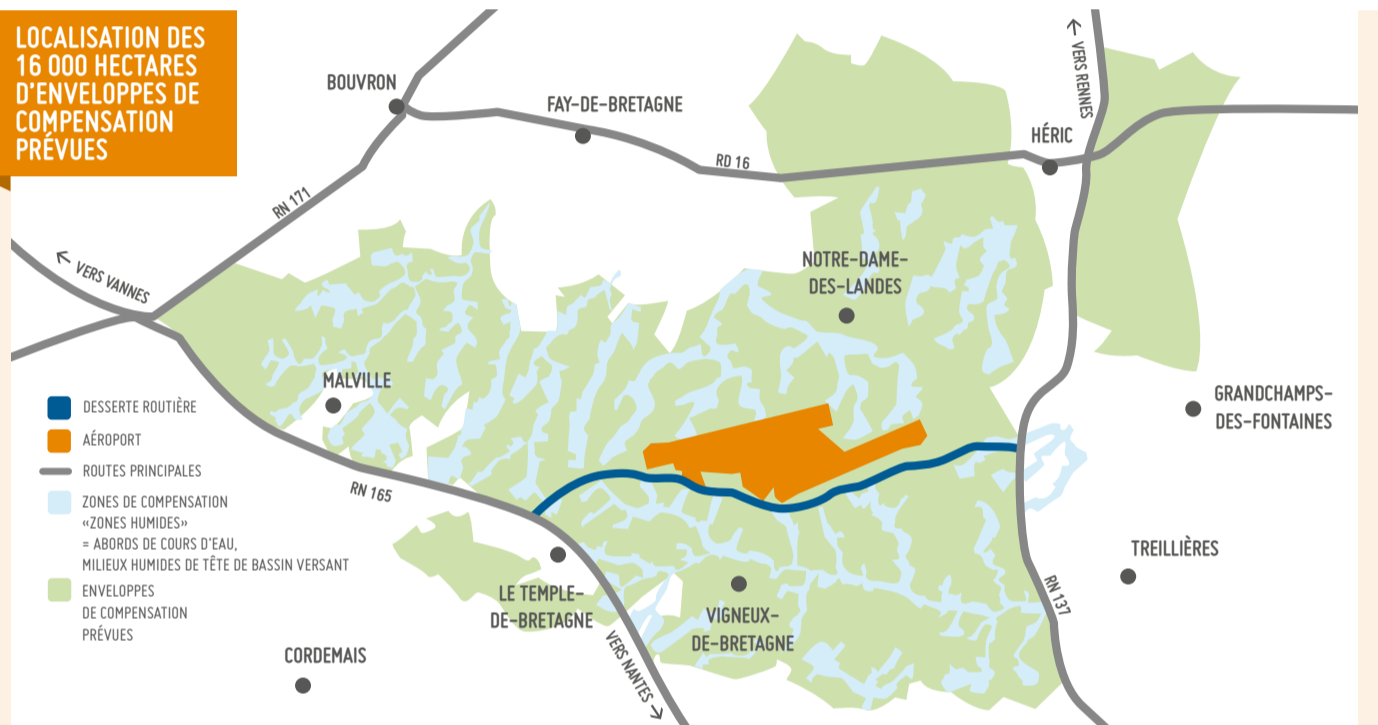 LOCALISATION DES
16 000 HECTARES
D'ENVELOPPES DE
COMPENSATION
PRÉVUES
BOUVRON
FAY-DE-BRETAGNE
RD 16
HÉRIC
← VERS RENNES
RN 171
← VERS VANNES
NOTRE-DAME-
DES-LANDES
MALVILLE
GRANDCHAMPS-
DES-FONTAINES
DESSERTE ROUTIÈRE
AÉROPORT
ROUTES PRINCIPALES
ZONES DE COMPENSATION
«ZONES HUMIDES»
= ABORDS DE COURS D'EAU,
MILIEUX HUMIDES DE TÊTE DE BASSIN VERSANT
ENVELOPPES
DE COMPENSATION
PRÉVUES
RN 165
LE TEMPLE-
DE-BRETAGNE
VIGNEUX-
DE-BRETAGNE
TREILLIÈRES
RN 137
VERS NANTES →
CORDEMAIS